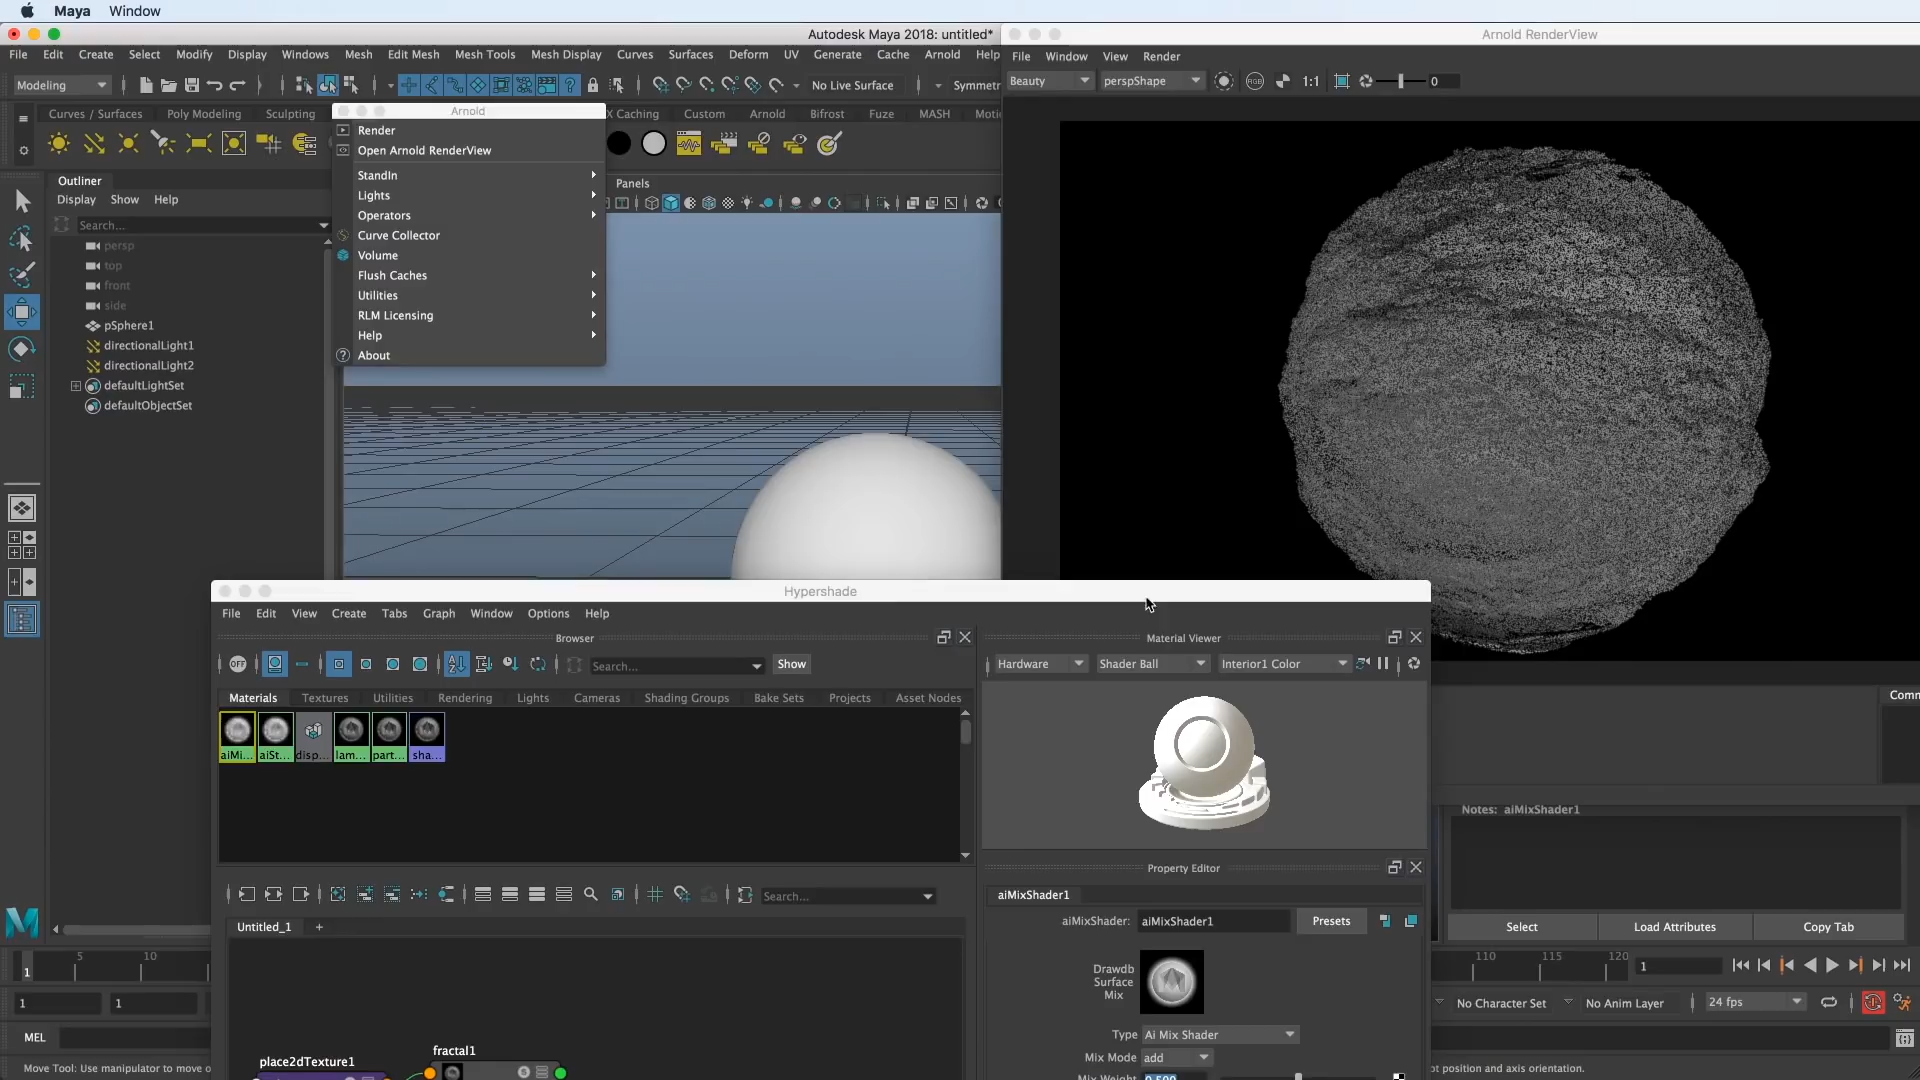 Maya Window
Autodesk Maya 2018: untitled*
Arnold RenderView
File Edit Create Select Modify Display Windows Mesh Edit Mesh Mesh Tools Mesh Display Curves Surfaces Deform UV Generate Cache Arnold Help
File Window View Render
Modeling
No Live Surface
Symmetr
Beauty
perspShape
1:1
0
Curves / Surfaces Poly Modeling Sculpting
Arnold
Caching Custom Arnold Bifrost Fuze MASH Moti
Render
Open Arnold RenderView
StandIn
Lights
Operators
Curve Collector
Volume
Flush Caches
Utilities
RLM Licensing
Help
About
Panels
Outliner
Display Show Help
Search...
persp
top
front
side
pSphere1
directionalLight1
directionalLight2
defaultLightSet
defaultObjectSet
Hypershade
File Edit View Create Tabs Graph Window Options Help
Browser
OFF
Search...
Show
Materials Textures Utilities Rendering Lights Cameras Shading Groups Bake Sets Projects Asset Nodes
aiMi... aiSt... disp... lam... part... sha...
Search...
Untitled_1 +
place2dTexture1
fractal1
Material Viewer
Hardware Shader Ball Interior1 Color
Property Editor
aiMixShader1
aiMixShader: aiMixShader1 Presets
Drawdb
Surface
Mix
Type Ai Mix Shader
Mix Mode add
Mix Weight 0.500
Comm
Notes: aiMixShader1
Select Load Attributes Copy Tab
5 10
1
110 115 120
1
1 1
No Character Set No Anim Layer 24 fps
MEL
Move Tool: Use manipulator to move o
ot position and axis orientation.